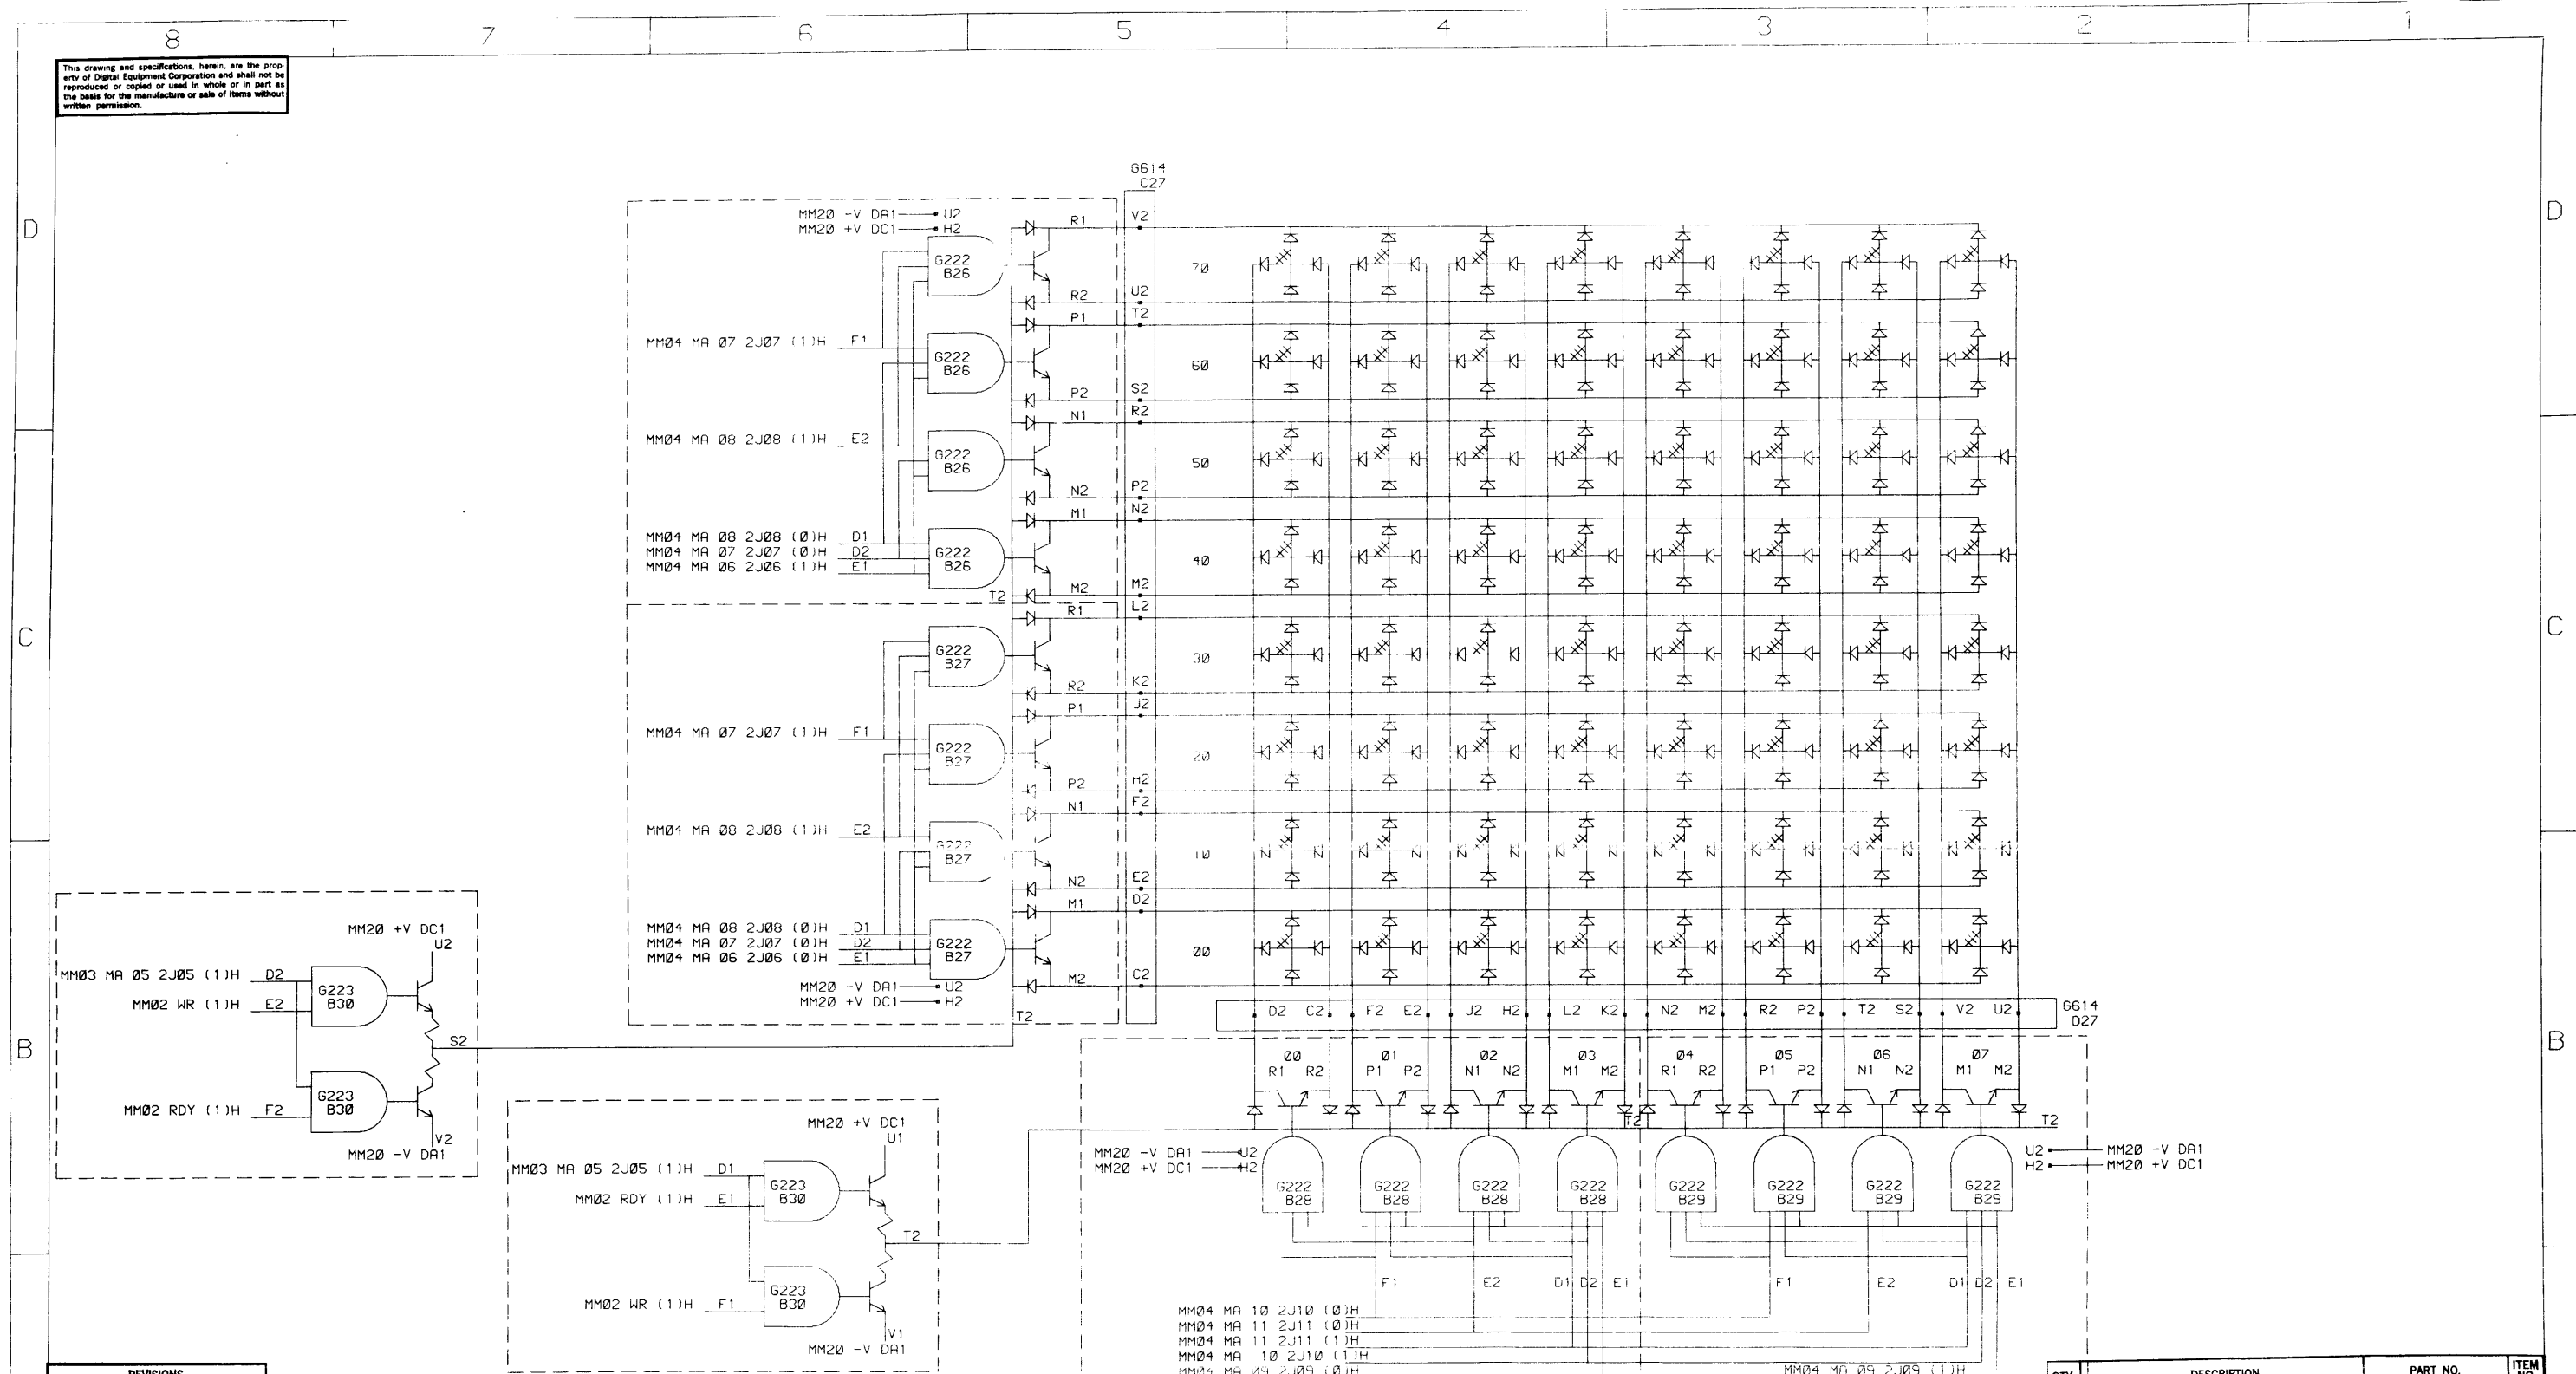 8 7 6 5 4 3 2 1
This drawing and specifications, herein, are the prop-
erty of Digital Equipment Corporation and shall not be
reproduced or copied or used in whole or in part as
the basis for the manufacture or sale of items without
written permission.
D
C
B
D
C
B
G614
C27
MM20 -V DA1 U2
MM20 +V DC1 H2
G222
B26
R1 V2
70
R2 U2
MM04 MA 07 2J07 (1)H F1
G222
B26
P1 T2
60
P2 S2
MM04 MA 08 2J08 (1)H E2
G222
B26
N1 R2
50
N2 P2
MM04 MA 08 2J08 (0)H D1
MM04 MA 07 2J07 (0)H D2
MM04 MA 06 2J06 (1)H E1
G222
B26
M1 N2
40
T2 M2 M2
G222
B27
R1 L2
30
R2 K2
MM04 MA 07 2J07 (1)H F1
G222
B27
P1 J2
20
P2 H2
MM04 MA 08 2J08 (1)H E2
G222
B27
N1 F2
10
N2 E2
MM04 MA 08 2J08 (0)H D1
MM04 MA 07 2J07 (0)H D2
MM04 MA 06 2J06 (0)H E1
G222
B27
M1 D2
00
M2 C2
MM20 -V DA1 U2
MM20 +V DC1 H2
T2
MM20 +V DC1
U2
MM03 MA 05 2J05 (1)H D2
MM02 WR (1)H E2
G223
B30
S2
MM02 RDY (1)H F2
G223
B30
V2
MM20 -V DA1
MM20 +V DC1
U1
MM03 MA 05 2J05 (1)H D1
MM02 RDY (1)H E1
G223
B30
T2
MM02 WR (1)H F1
G223
B30
V1
MM20 -V DA1
D2 C2 F2 E2 J2 H2 L2 K2 N2 M2 R2 P2 T2 S2 V2 U2
G614
D27
00 01 02 03 04 05 06 07
R1 R2 P1 P2 N1 N2 M1 M2 R1 R2 P1 P2 N1 N2 M1 M2
T2 T2
MM20 -V DA1 U2
MM20 +V DC1 H2
U2 MM20 -V DA1
H2 MM20 +V DC1
G222 G222 G222 G222 G222 G222 G222 G222
B28 B28 B28 B28 B29 B29 B29 B29
F1 E2 D1 D2 E1 F1 E2 D1 D2 E1
MM04 MA 10 2J10 (0)H
MM04 MA 11 2J11 (0)H
MM04 MA 11 2J11 (1)H
MM04 MA 10 2J10 (1)H
MM04 MA 09 2J09 (0)H MM04 MA 09 2J09 (1)H
REVISIONS
QTY. DESCRIPTION PART NO. ITEM
NO.